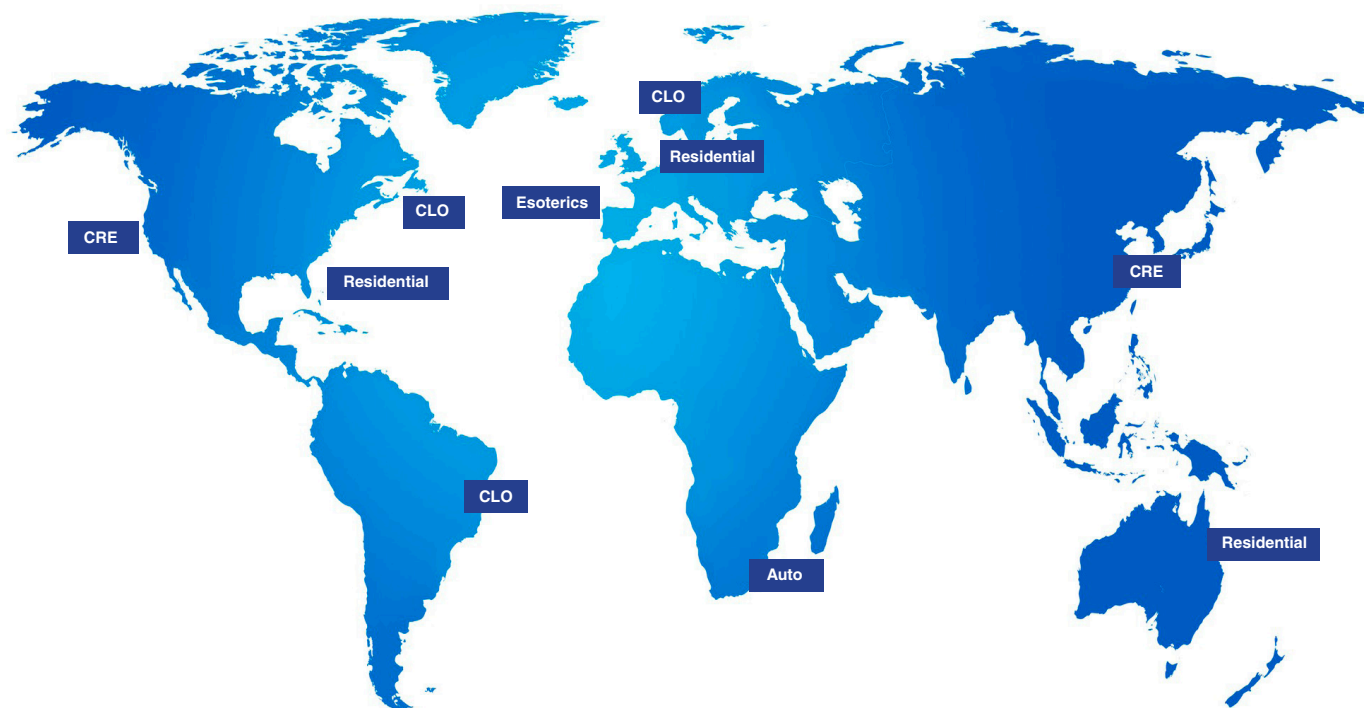 CLO
Residential
Esoterics
CLO
CRE
CRE
Residential
CLO
Residential
Auto